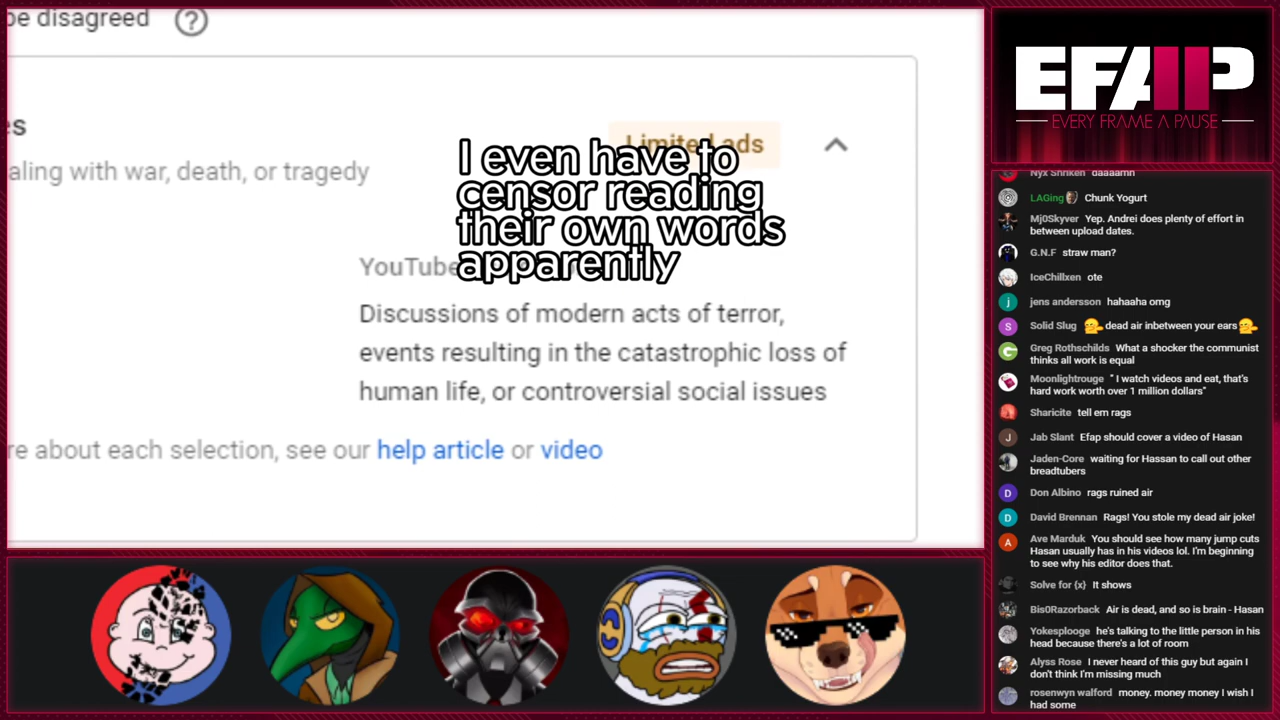 be disagreed ?
es
Limited ads
aling with war, death, or tragedy
I even have to
censor reading
their own words
apparently
YouTube
Discussions of modern acts of terror,
events resulting in the catastrophic loss of
human life, or controversial social issues
re about each selection, see our help article or video
EFAP
EVERY FRAME A PAUSE
Nyx Shriken daaaamn
LAGing Chunk Yogurt
Mj0Skyver Yep. Andrei does plenty of effort in
between upload dates.
G.N.F straw man?
IceChillxen ote
jens andersson hahaaha omg
S
Solid Slug dead air inbetween your ears
Greg Rothschilds What a shocker the communist
thinks all work is equal
Moonlightrouge " I watch videos and eat, that's
hard work worth over 1 million dollars"
Sharicite tell em rags
J
Jab Slant Efap should cover a video of Hasan
Jaden-Core waiting for Hassan to call out other
breadtubers
D
Don Albino rags ruined air
D
David Brennan Rags! You stole my dead air joke!
A
Ave Marduk You should see how many jump cuts
Hasan usually has in his videos lol. I'm beginning
to see why his editor does that.
Solve for {x} It shows
Bis0Razorback Air is dead, and so is brain - Hasan
Yokesplooge he's talking to the little person in his
head because there's a lot of room
Alyss Rose I never heard of this guy but again I
don't think I'm missing much
rosenwyn walford money. money money I wish I
had some